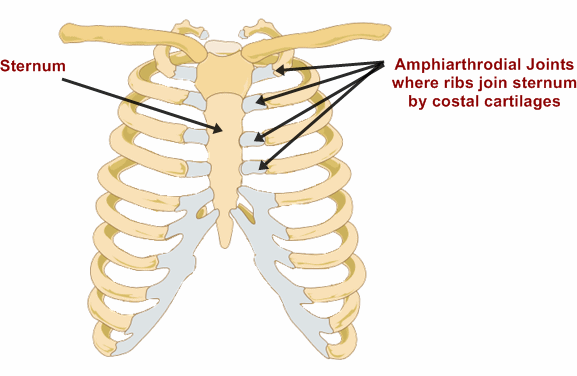 Sternum
Amphiarthrodial Joints
where ribs join sternum
by costal cartilages